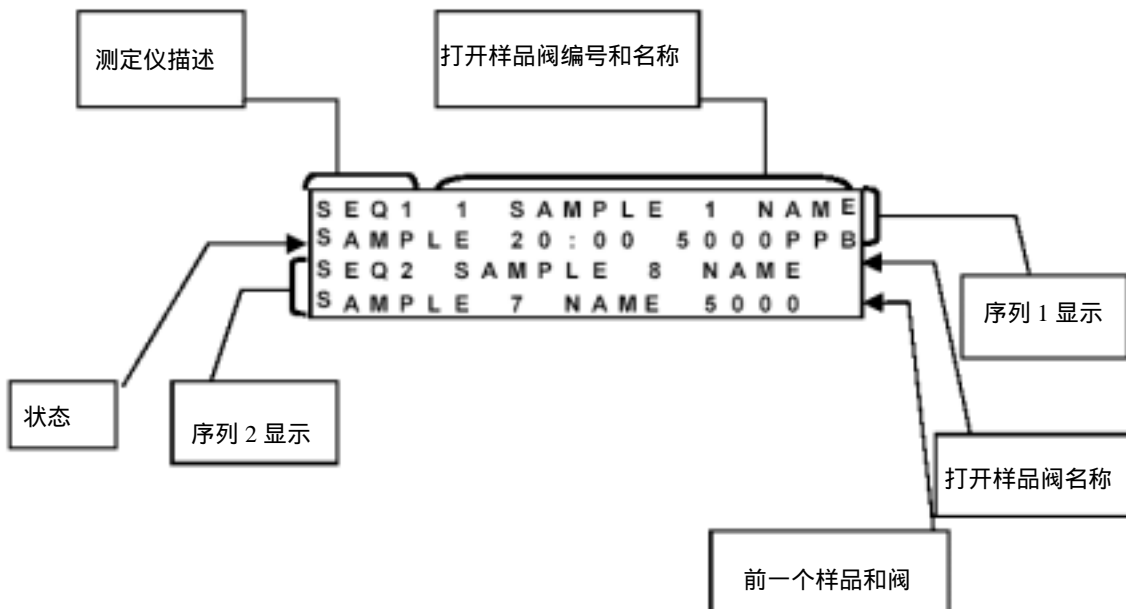 测定仪描述
打开样品阀编号和名称
SEQ1 1 SAMPLE 1 NAME
SAMPLE 20:00 5000PPB
SEQ2 SAMPLE 8 NAME
SAMPLE 7 NAME 5000
序列 1 显示
状态
序列 2 显示
打开样品阀名称
前一个样品和阀